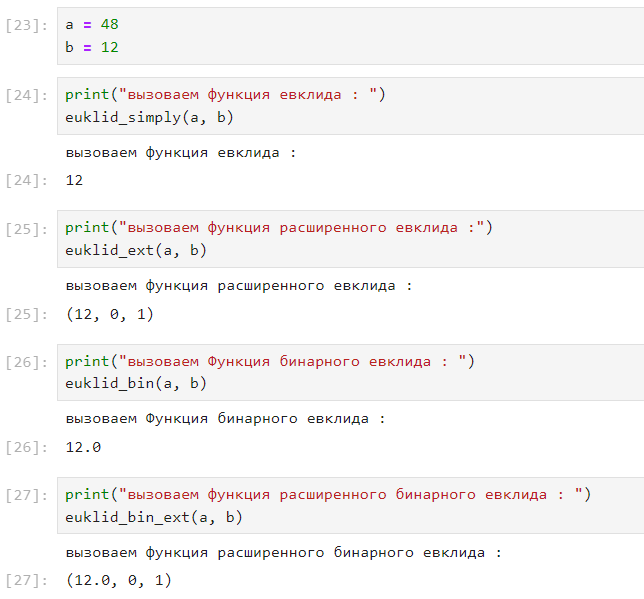 [23]: a = 48
b = 12
[24]: print("вызоваем функция евклида : ")
euklid_simply(a, b)
вызоваем функция евклида :
[24]: 12
[25]: print("вызоваем функция расширенного евклида :")
euklid_ext(a, b)
вызоваем функция расширенного евклида :
[25]: (12, 0, 1)
[26]: print("вызоваем Функция бинарного евклида : ")
euklid_bin(a, b)
вызоваем Функция бинарного евклида :
[26]: 12.0
[27]: print("вызоваем функция расширенного бинарного евклида : ")
euklid_bin_ext(a, b)
вызоваем функция расширенного бинарного евклида :
[27]: (12.0, 0, 1)